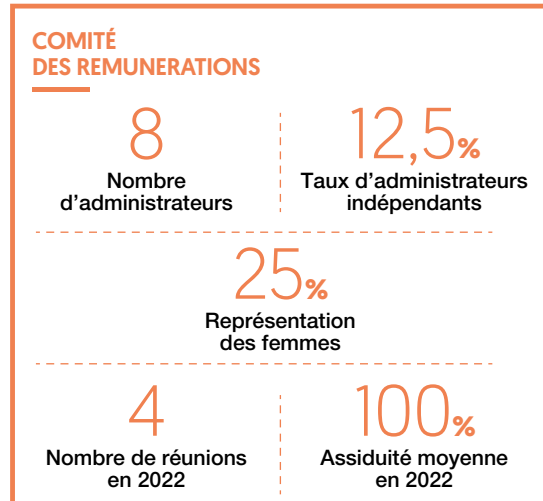 COMITÉ
DES REMUNERATIONS
8
Nombre
d'administrateurs
12,5%
Taux d'administrateurs
indépendants
25%
Représentation
des femmes
4
Nombre de réunions
en 2022
100%
Assiduité moyenne
en 2022